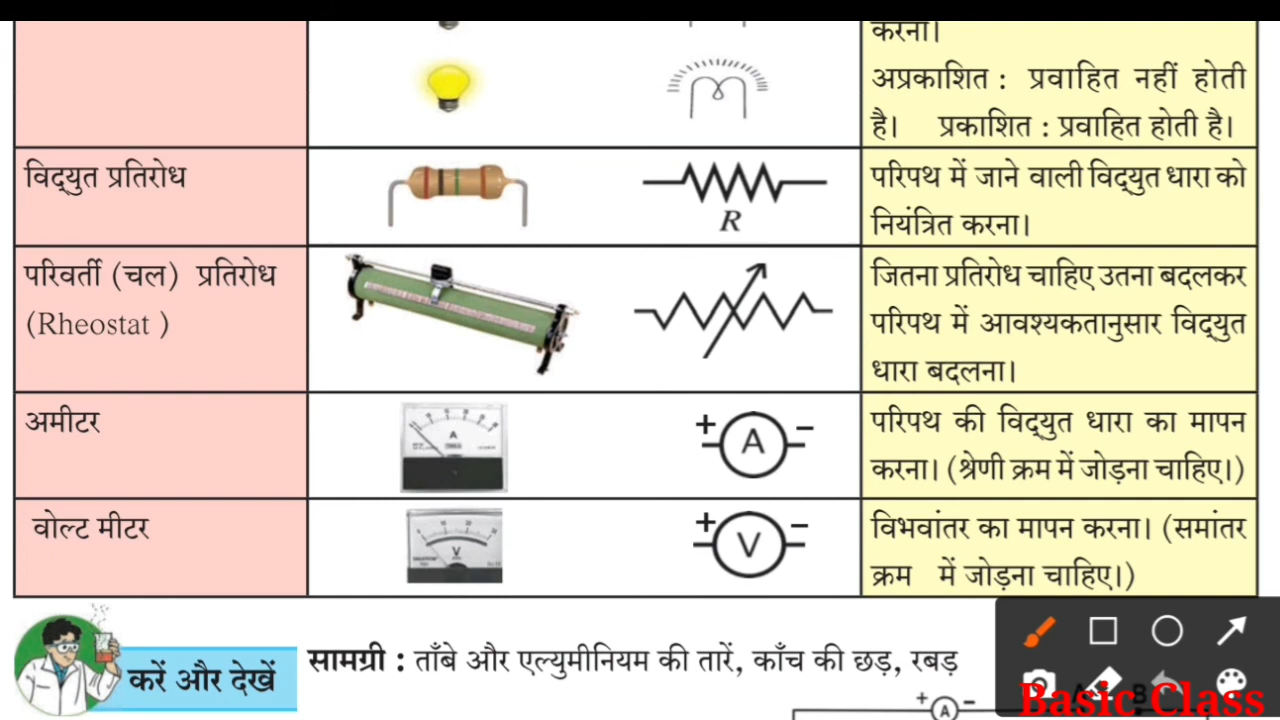 करना।
अप्रकाशित : प्रवाहित नहीं होती
है। प्रकाशित : प्रवाहित होती है।
विद्युत प्रतिरोध
R
परिपथ में जाने वाली विद्युत धारा को
नियंत्रित करना।
परिवर्ती (चल) प्रतिरोध
(Rheostat )
जितना प्रतिरोध चाहिए उतना बदलकर
परिपथ में आवश्यकतानुसार विद्युत
धारा बदलना।
अमीटर
A
+ A −
परिपथ की विद्युत धारा का मापन
करना। (श्रेणी क्रम में जोड़ना चाहिए।)
वोल्ट मीटर
V
+ V −
विभवांतर का मापन करना। (समांतर
क्रम में जोड़ना चाहिए।)
करें और देखें
सामग्री : ताँबे और एल्युमीनियम की तारें, काँच की छड़, रबड़
+ A −
Basic Class